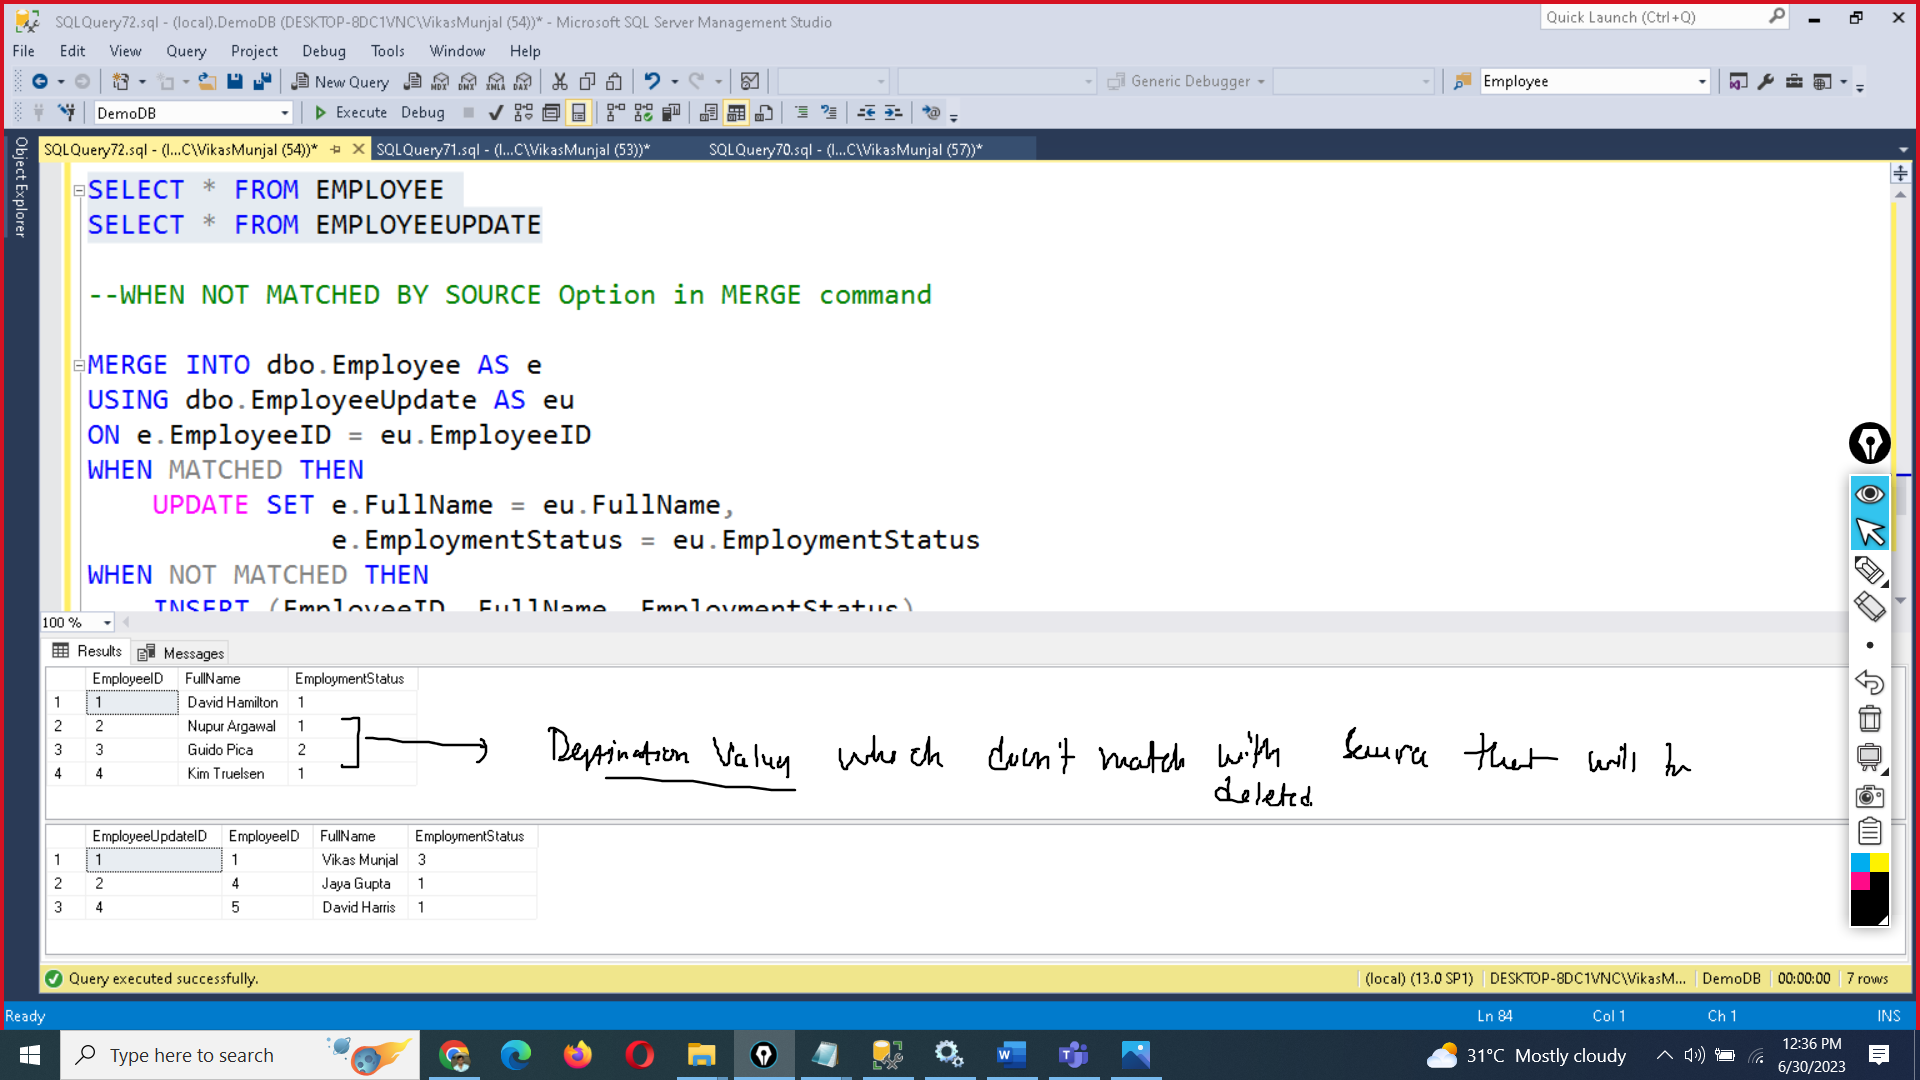 SQLQuery72.sql - (local).DemoDB (DESKTOP-8DC1VNC\VikasMunjal (54))* - Microsoft SQL Server Management Studio
Quick Launch (Ctrl+Q)
File Edit View Query Project Debug Tools Window Help
New Query MDX DMX XMLA DAX Generic Debugger Employee
DemoDB Execute Debug
Object Explorer
SQLQuery72.sql - (l...C\VikasMunjal (54))* SQLQuery71.sql - (l...C\VikasMunjal (53))* SQLQuery70.sql - (l...C\VikasMunjal (57))*
SELECT * FROM EMPLOYEE
SELECT * FROM EMPLOYEEUPDATE
--WHEN NOT MATCHED BY SOURCE Option in MERGE command
MERGE INTO dbo.Employee AS e
USING dbo.EmployeeUpdate AS eu
ON e.EmployeeID = eu.EmployeeID
WHEN MATCHED THEN
UPDATE SET e.FullName = eu.FullName,
e.EmploymentStatus = eu.EmploymentStatus
WHEN NOT MATCHED THEN
INSERT (EmployeeID, FullName, EmploymentStatus)
100 %
Results Messages
EmployeeID FullName EmploymentStatus
1 1 David Hamilton 1
2 2 Nupur Argawal 1
3 3 Guido Pica 2
4 4 Kim Truelsen 1
Destination Value which doesn't match with Source that will be
deleted.
EmployeeUpdateID EmployeeID FullName EmploymentStatus
1 1 1 Vikas Munjal 3
2 2 4 Jaya Gupta 1
3 4 5 David Harris 1
Query executed successfully. (local) (13.0 SP1) DESKTOP-8DC1VNC\VikasM... DemoDB 00:00:00 7 rows
Ready Ln 84 Col 1 Ch 1 INS
Type here to search 31°C Mostly cloudy 12:36 PM
6/30/2023